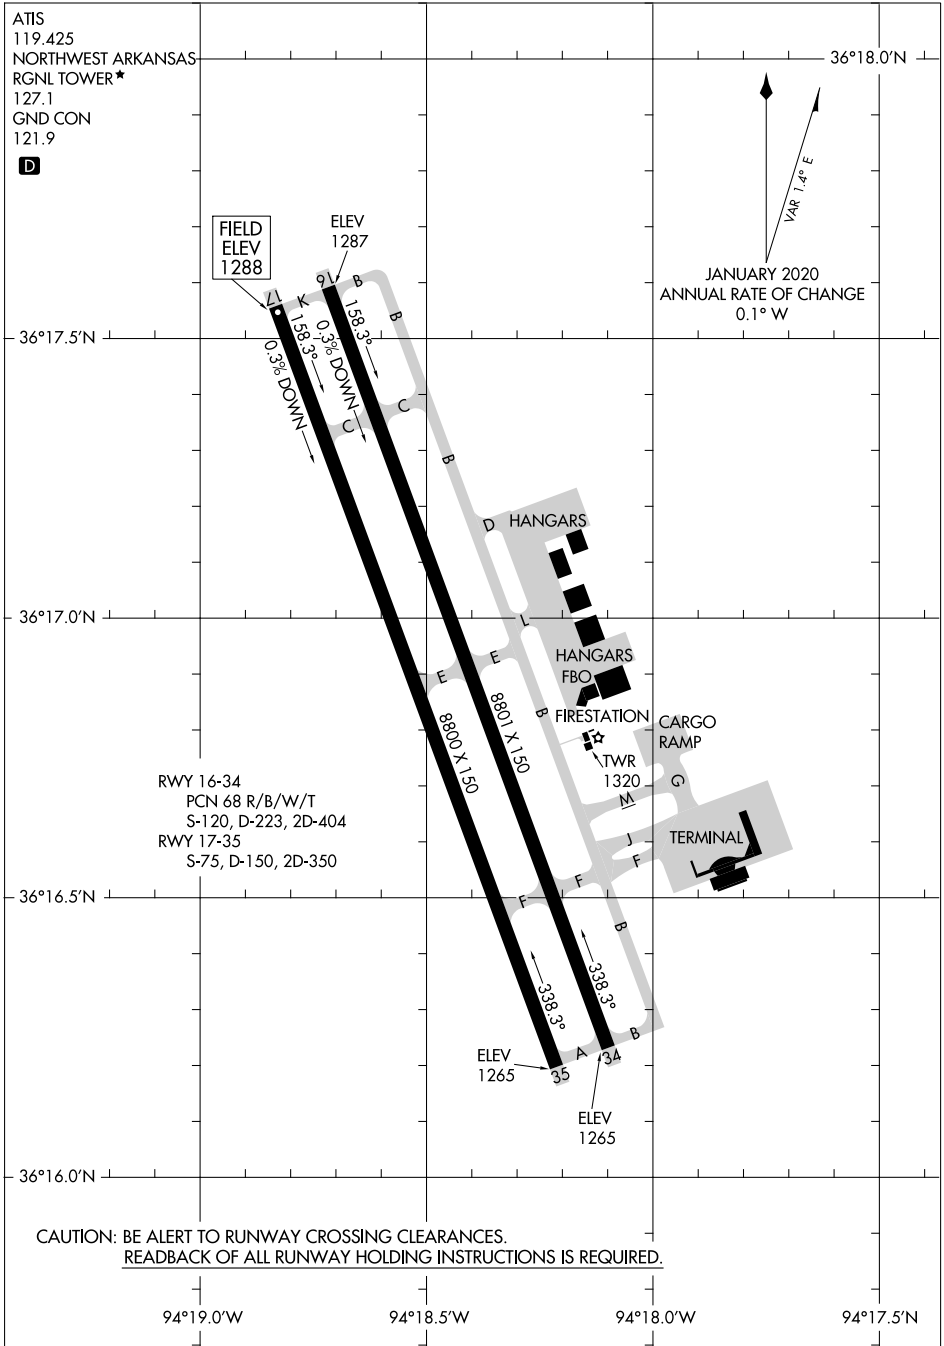 ATIS
119.425
NORTHWEST ARKANSAS
RGNL TOWER★
127.1
GND CON
121.9
D
36°18.0'N
VAR 1.4° E
JANUARY 2020
ANNUAL RATE OF CHANGE
0.1° W
FIELD
ELEV
1288
ELEV
1287
17
K
16
B
B
158.3°
0.3% DOWN
158.3°
0.3% DOWN
36°17.5'N
C
C
B
D
HANGARS
36°17.0'N
L
E
E
HANGARS
FBO
B
8800 X 150
8801 X 150
FIRESTATION
CARGO
RAMP
TWR
1320
G
M
J
F
TERMINAL
RWY 16-34
PCN 68 R/B/W/T
S-120, D-223, 2D-404
RWY 17-35
S-75, D-150, 2D-350
36°16.5'N
F
F
B
338.3°
338.3°
A
B
35
34
ELEV
1265
ELEV
1265
36°16.0'N
CAUTION: BE ALERT TO RUNWAY CROSSING CLEARANCES.
READBACK OF ALL RUNWAY HOLDING INSTRUCTIONS IS REQUIRED.
94°19.0'W
94°18.5'W
94°18.0'W
94°17.5'N